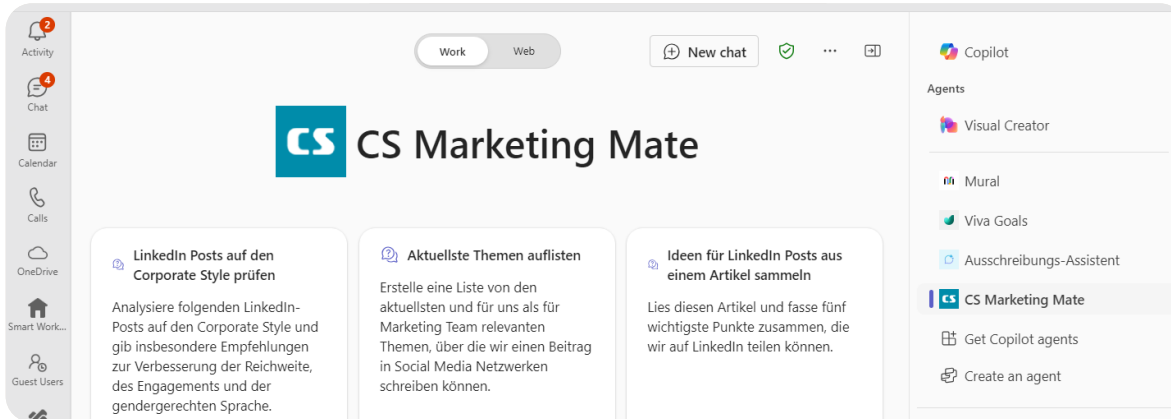 2
Activity
4
Chat
Calendar
Calls
OneDrive
Smart Work...
Guest Users
Work
Web
New chat
...
CS CS Marketing Mate
LinkedIn Posts auf den
Corporate Style prüfen
Analysiere folgenden LinkedIn-
Posts auf den Corporate Style und
gib insbesondere Empfehlungen
zur Verbesserung der Reichweite,
des Engagements und der
gendergerechten Sprache.
Aktuellste Themen auflisten
Erstelle eine Liste von den
aktuellsten und für uns als für
Marketing Team relevanten
Themen, über die wir einen Beitrag
in Social Media Netzwerken
schreiben können.
Ideen für LinkedIn Posts aus
einem Artikel sammeln
Lies diesen Artikel und fasse fünf
wichtigste Punkte zusammen, die
wir auf LinkedIn teilen können.
Copilot
Agents
Visual Creator
Mural
Viva Goals
Ausschreibungs-Assistent
CS CS Marketing Mate
Get Copilot agents
Create an agent